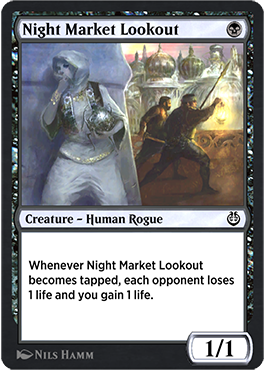 Night Market Lookout
Creature – Human Rogue
Whenever Night Market Lookout
becomes tapped, each opponent loses
1 life and you gain 1 life.
1/1
Nils Hamm